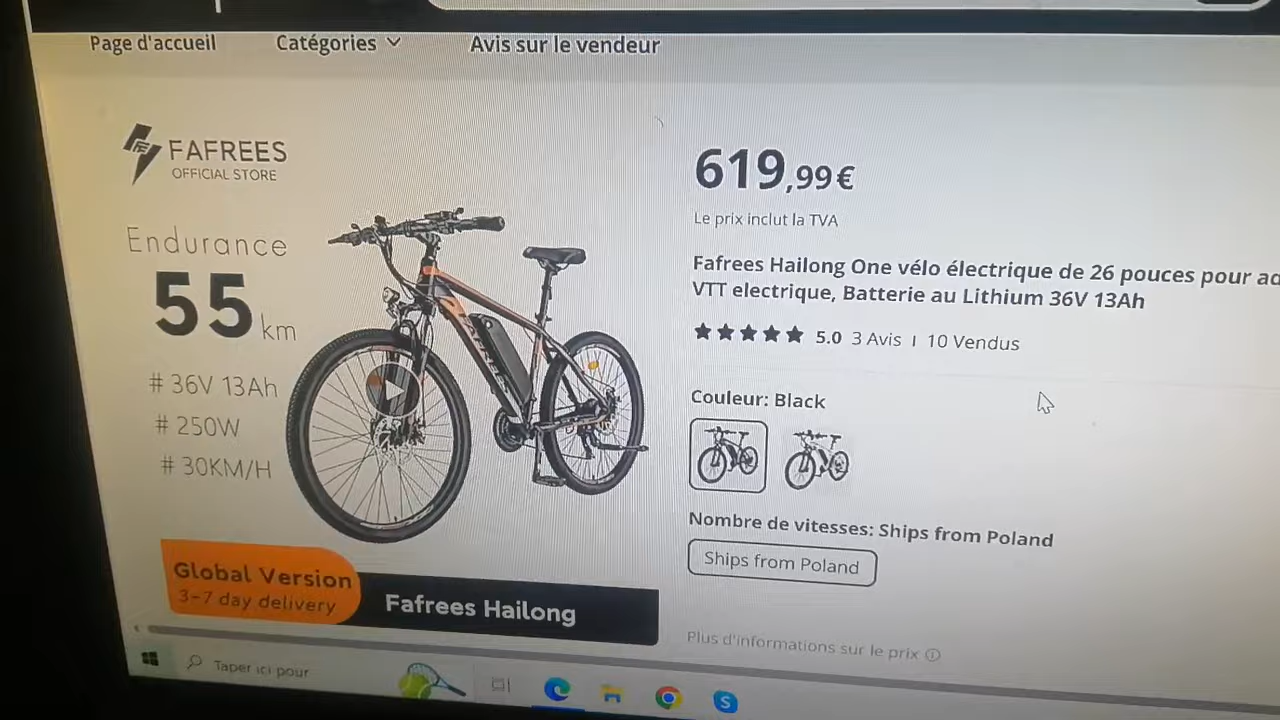 Page d'accueil
Catégories
Avis sur le vendeur
FAFREES
OFFICIAL STORE
Endurance
55 km
# 36V 13Ah
# 250W
# 30KM/H
Global Version
3-7 day delivery
Fafrees Hailong
619,99€
Le prix inclut la TVA
Fafrees Hailong One vélo électrique de 26 pouces pour
VTT electrique, Batterie au Lithium 36V 13Ah
5.0 3 Avis I 10 Vendus
Couleur: Black
Nombre de vitesses: Ships from Poland
Ships from Poland
Plus d'informations sur le prix
Taper ici pour